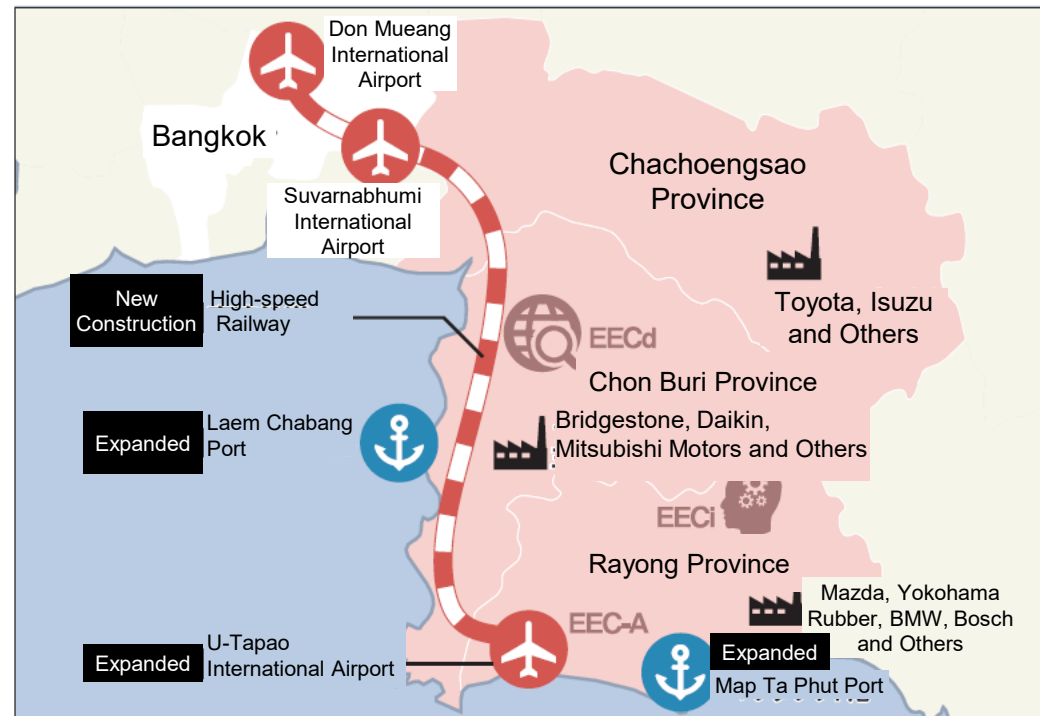 Don Mueang
International
Airport
Bangkok
Suvarnabhumi
International
Airport
Chachoengsao
Province
Toyota, Isuzu
and Others
New
Construction
High-speed
Railway
EECd
Chon Buri Province
Expanded
Laem Chabang
Port
Bridgestone, Daikin,
Mitsubishi Motors and Others
EECi
Rayong Province
Mazda, Yokohama
Rubber, BMW, Bosch
and Others
EEC-A
Expanded
U-Tapao
International Airport
Expanded
Map Ta Phut Port